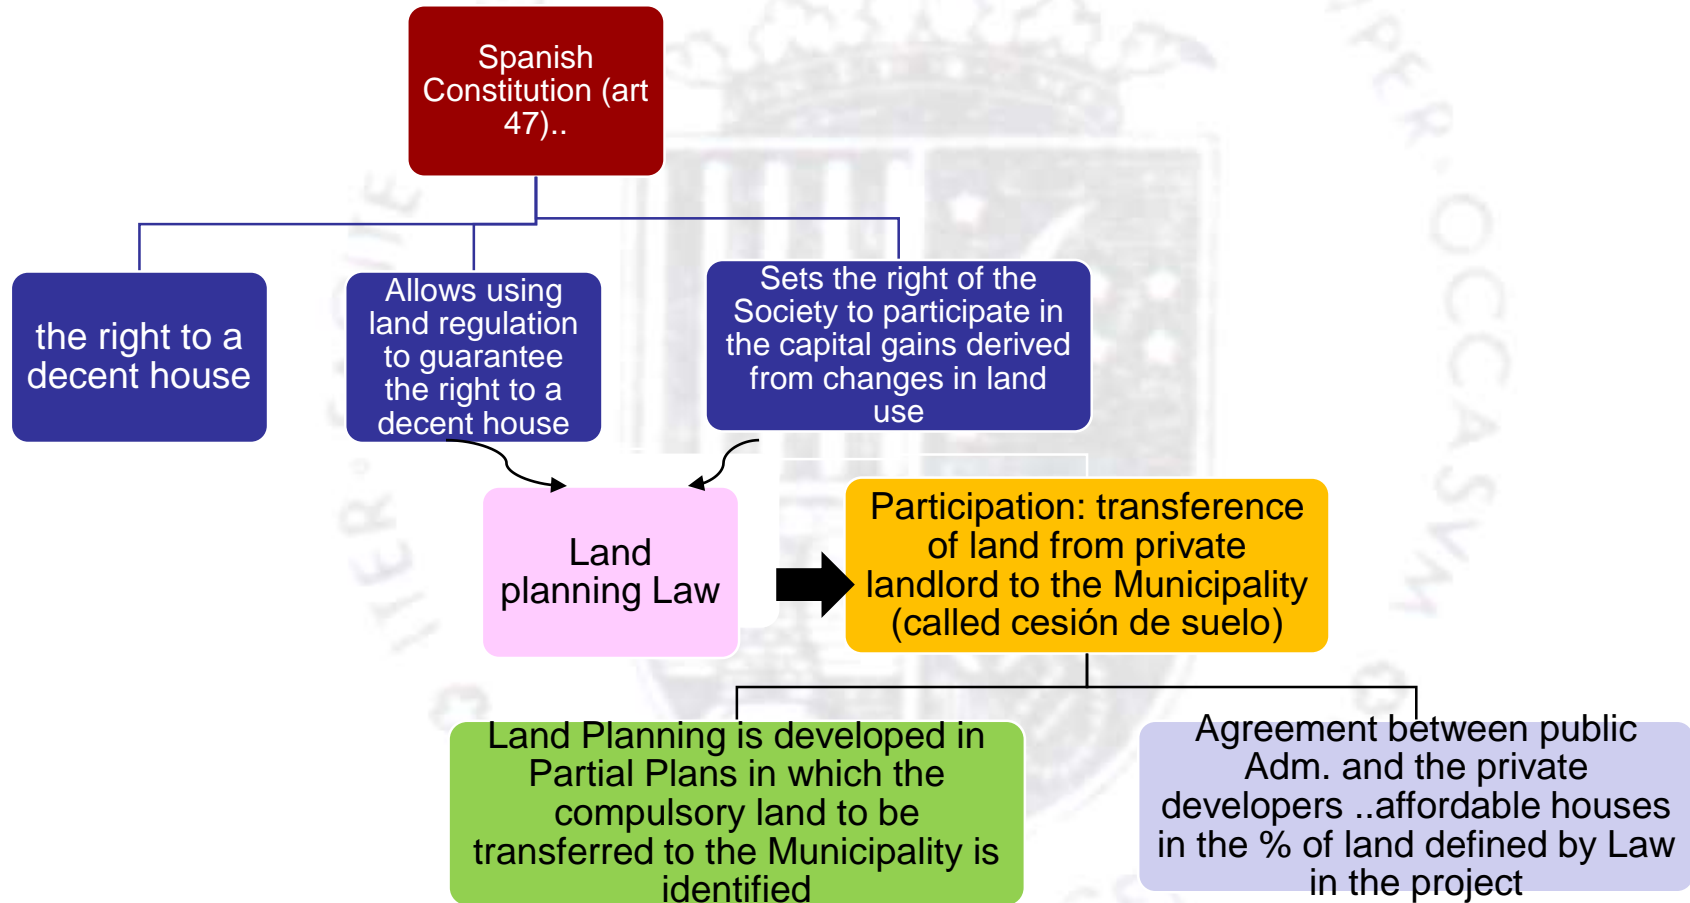 Spanish
Constitution (art
47)..
the right to a
decent house
Allows using
land regulation
to guarantee
the right to a
decent house
Sets the right of the
Society to participate in
the capital gains derived
from changes in land
use
Land
planning Law
Participation: transference
of land from private
landlord to the Municipality
(called cesión de suelo)
Land Planning is developed in
Partial Plans in which the
compulsory land to be
transferred to the Municipality is
identified
Agreement between public
Adm. and the private
developers ..affordable houses
in the % of land defined by Law
in the project
ITER
PER
OCCASVM